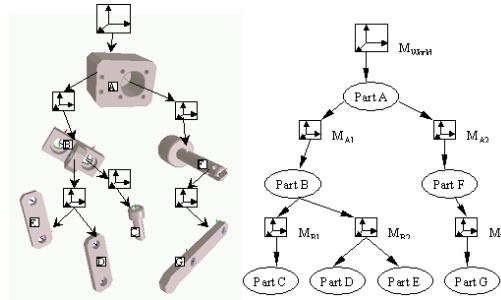 M_World
A
Part A
M_A1
M_A2
B
F
Part B
Part F
E
C
M_B1
M_B2
M
D
G
Part C
Part D
Part E
Part G